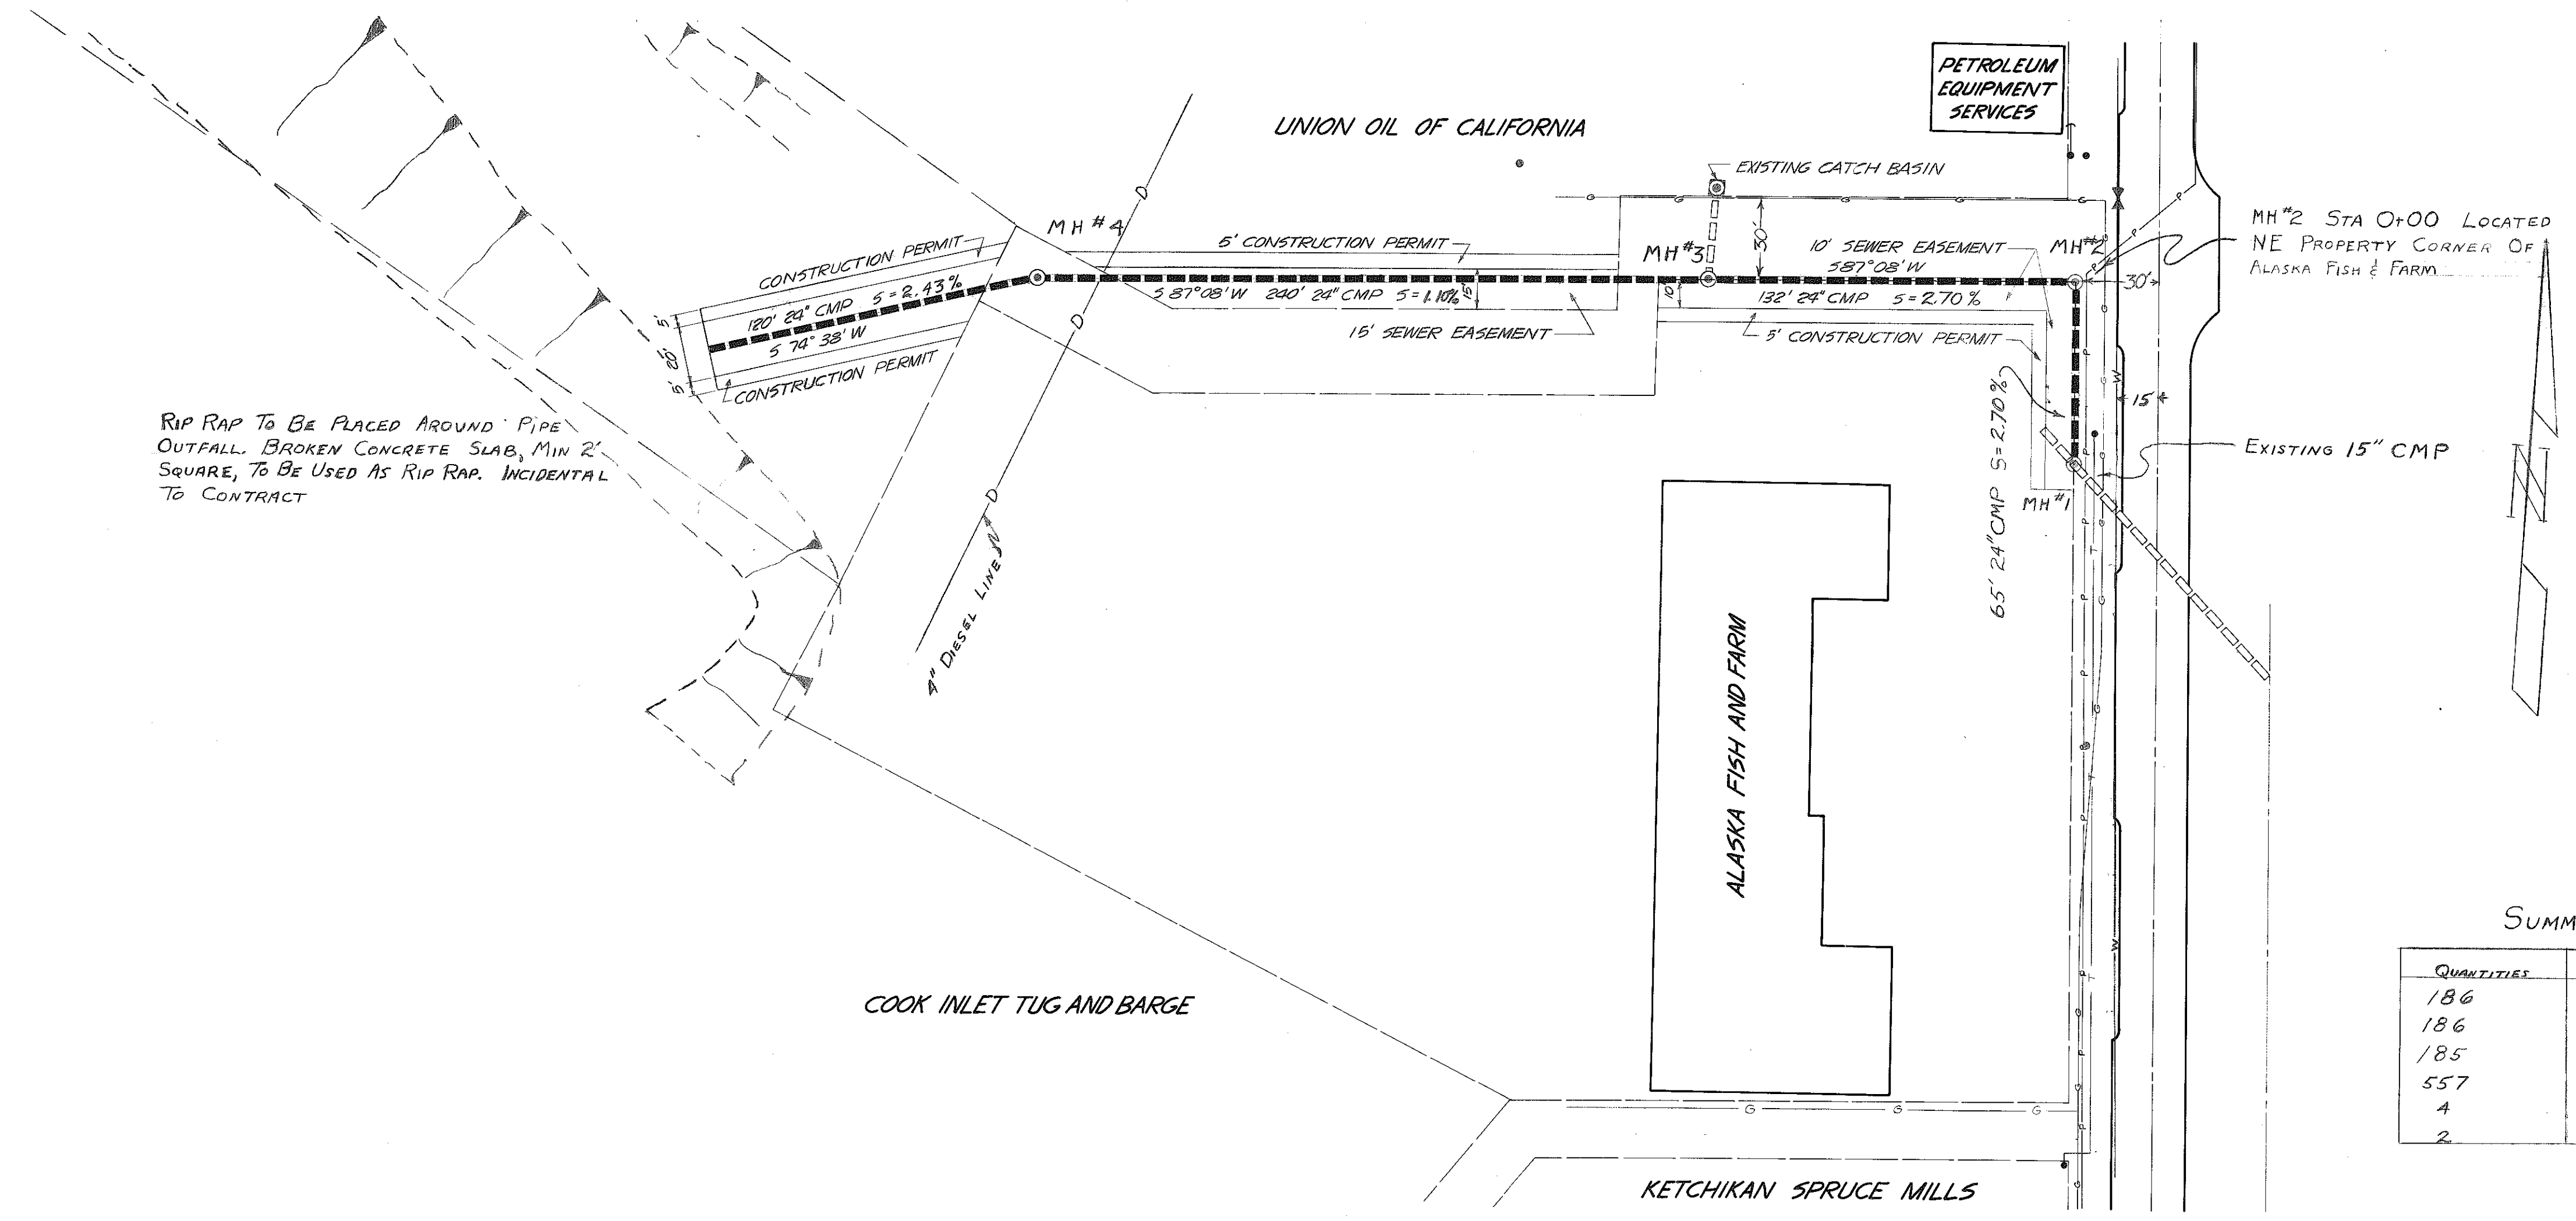 PETROLEUM
EQUIPMENT
SERVICES
UNION OIL OF CALIFORNIA
EXISTING CATCH BASIN
MH #4
5' CONSTRUCTION PERMIT
MH #3
30'
10' SEWER EASEMENT
S87°08'W
MH #2
MH #2 STA 0+00 LOCATED
NE PROPERTY CORNER OF
ALASKA FISH & FARM
30'
CONSTRUCTION PERMIT
120' 24" CMP S=2.43%
S 74° 38' W
CONSTRUCTION PERMIT
5'
20'
5'
S 87°08'W 240' 24" CMP S=1.10%
15'
10'
132' 24" CMP S=2.70%
15' SEWER EASEMENT
5' CONSTRUCTION PERMIT
15'
65' 24" CMP S=2.70%
EXISTING 15" CMP
MH #1
RIP RAP TO BE PLACED AROUND PIPE
OUTFALL. BROKEN CONCRETE SLAB, MIN 2'
SQUARE, TO BE USED AS RIP RAP. INCIDENTAL
TO CONTRACT
4" DIESEL LINE
D
D
D
N
ALASKA FISH AND FARM
COOK INLET TUG AND BARGE
KETCHIKAN SPRUCE MILLS
G G G
SUMM
QUANTITIES
186
186
185
557
4
2